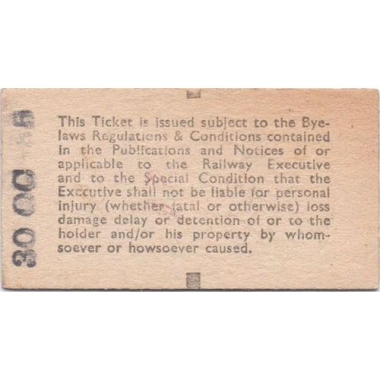 This Ticket is issued subject to the Bye-
laws Regulations & Conditions contained
in the Publications and Notices of or
applicable to the Railway Executive
and to the Special Condition that the
Executive shall not be liable for personal
injury (whether fatal or otherwise) loss
damage delay or detention of or to the
holder and/or his property by whom-
soever or howsoever caused.
30